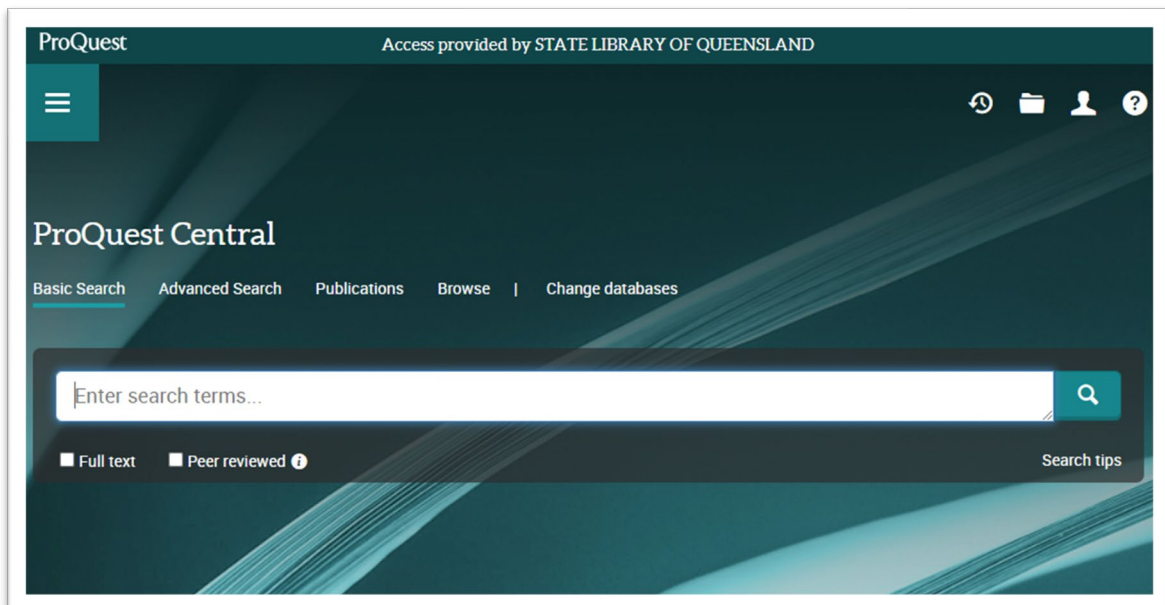 ProQuest Access provided by STATE LIBRARY OF QUEENSLAND
?
ProQuest Central
Basic Search Advanced Search Publications Browse | Change databases
Enter search terms...
Full text Peer reviewed i Search tips